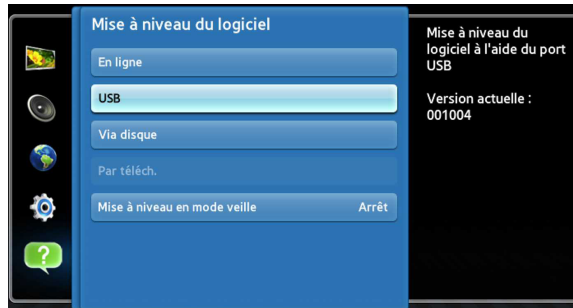 Mise à niveau du logiciel
En ligne
USB
Via disque
Par téléch.
Mise à niveau en mode veille Arrêt
Mise à niveau du
logiciel à l'aide du port
USB
Version actuelle :
001004